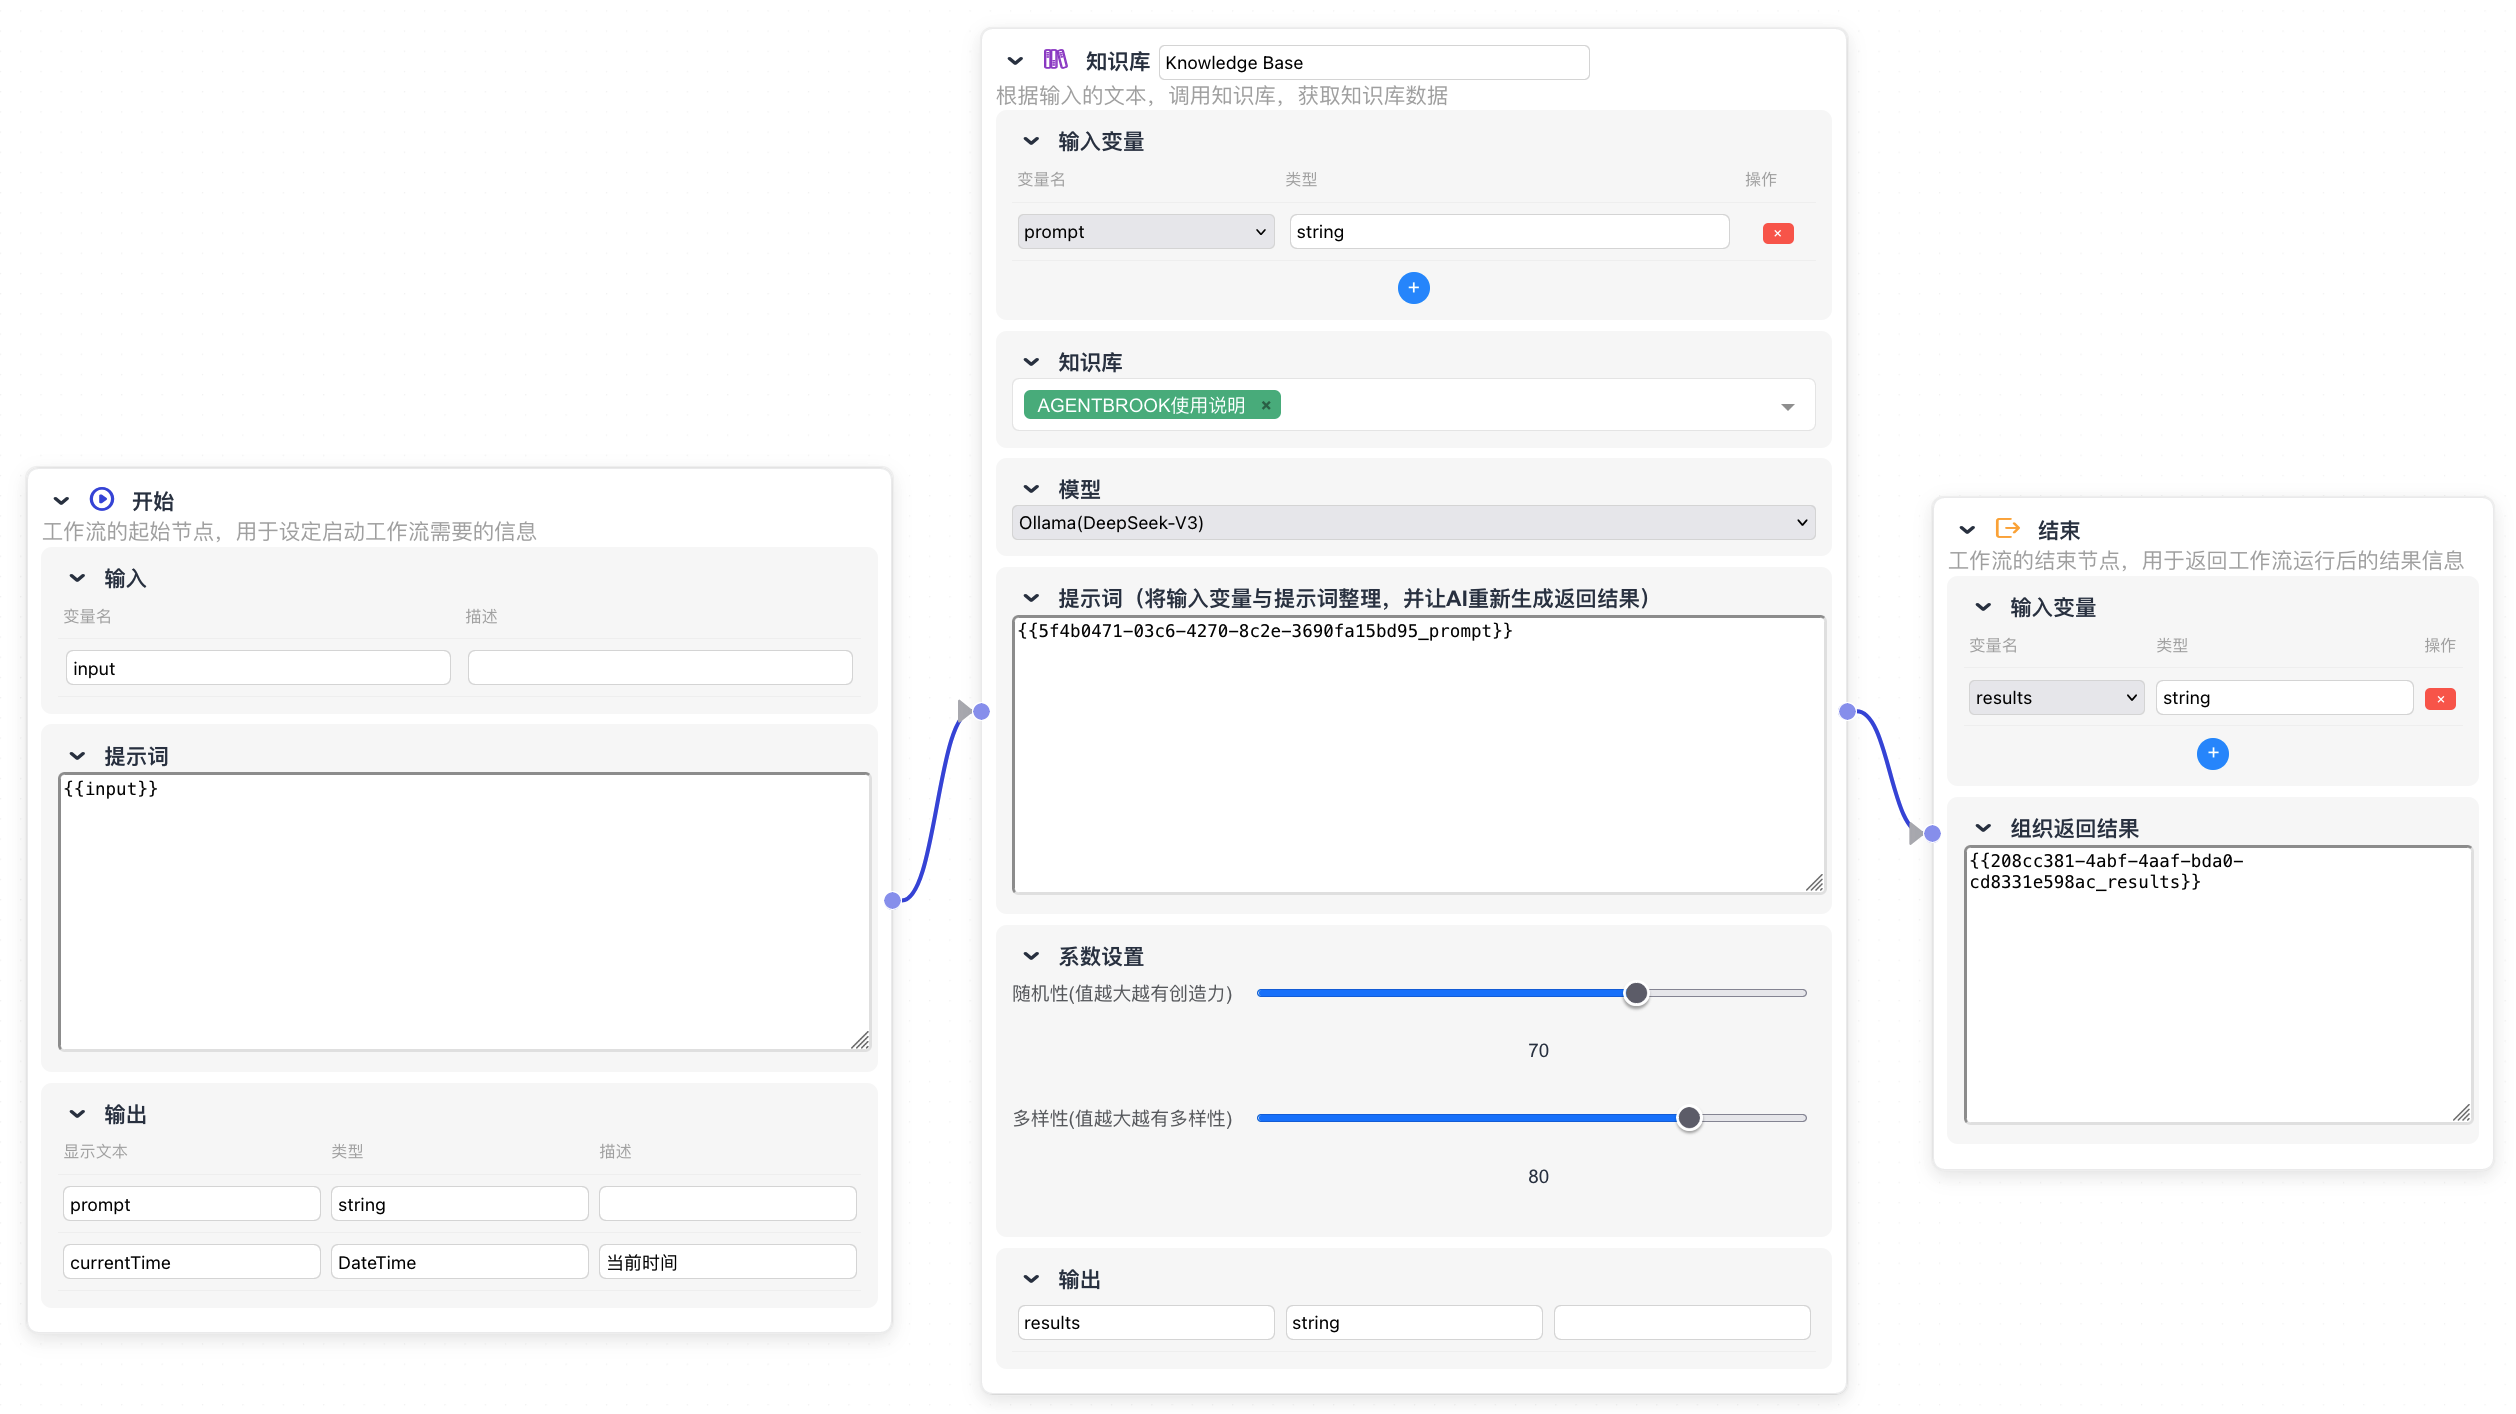 开始
工作流的起始节点，用于设定启动工作流需要的信息
输入
变量名 描述
input
提示词
{{input}}
输出
显示文本 类型 描述
prompt string
currentTime DateTime 当前时间
知识库 Knowledge Base
根据输入的文本，调用知识库，获取知识库数据
输入变量
变量名 类型 操作
prompt string ×
+
知识库
AGENTBROOK使用说明 ×
模型
Ollama(DeepSeek-V3)
提示词（将输入变量与提示词整理，并让AI重新生成返回结果）
{{5f4b0471-03c6-4270-8c2e-3690fa15bd95_prompt}}
系数设置
随机性(值越大越有创造力)
70
多样性(值越大越有多样性)
80
输出
results string
结束
工作流的结束节点，用于返回工作流运行后的结果信息
输入变量
变量名 类型 操作
results string ×
+
组织返回结果
{{208cc381-4abf-4aaf-bda0-
cd8331e598ac_results}}